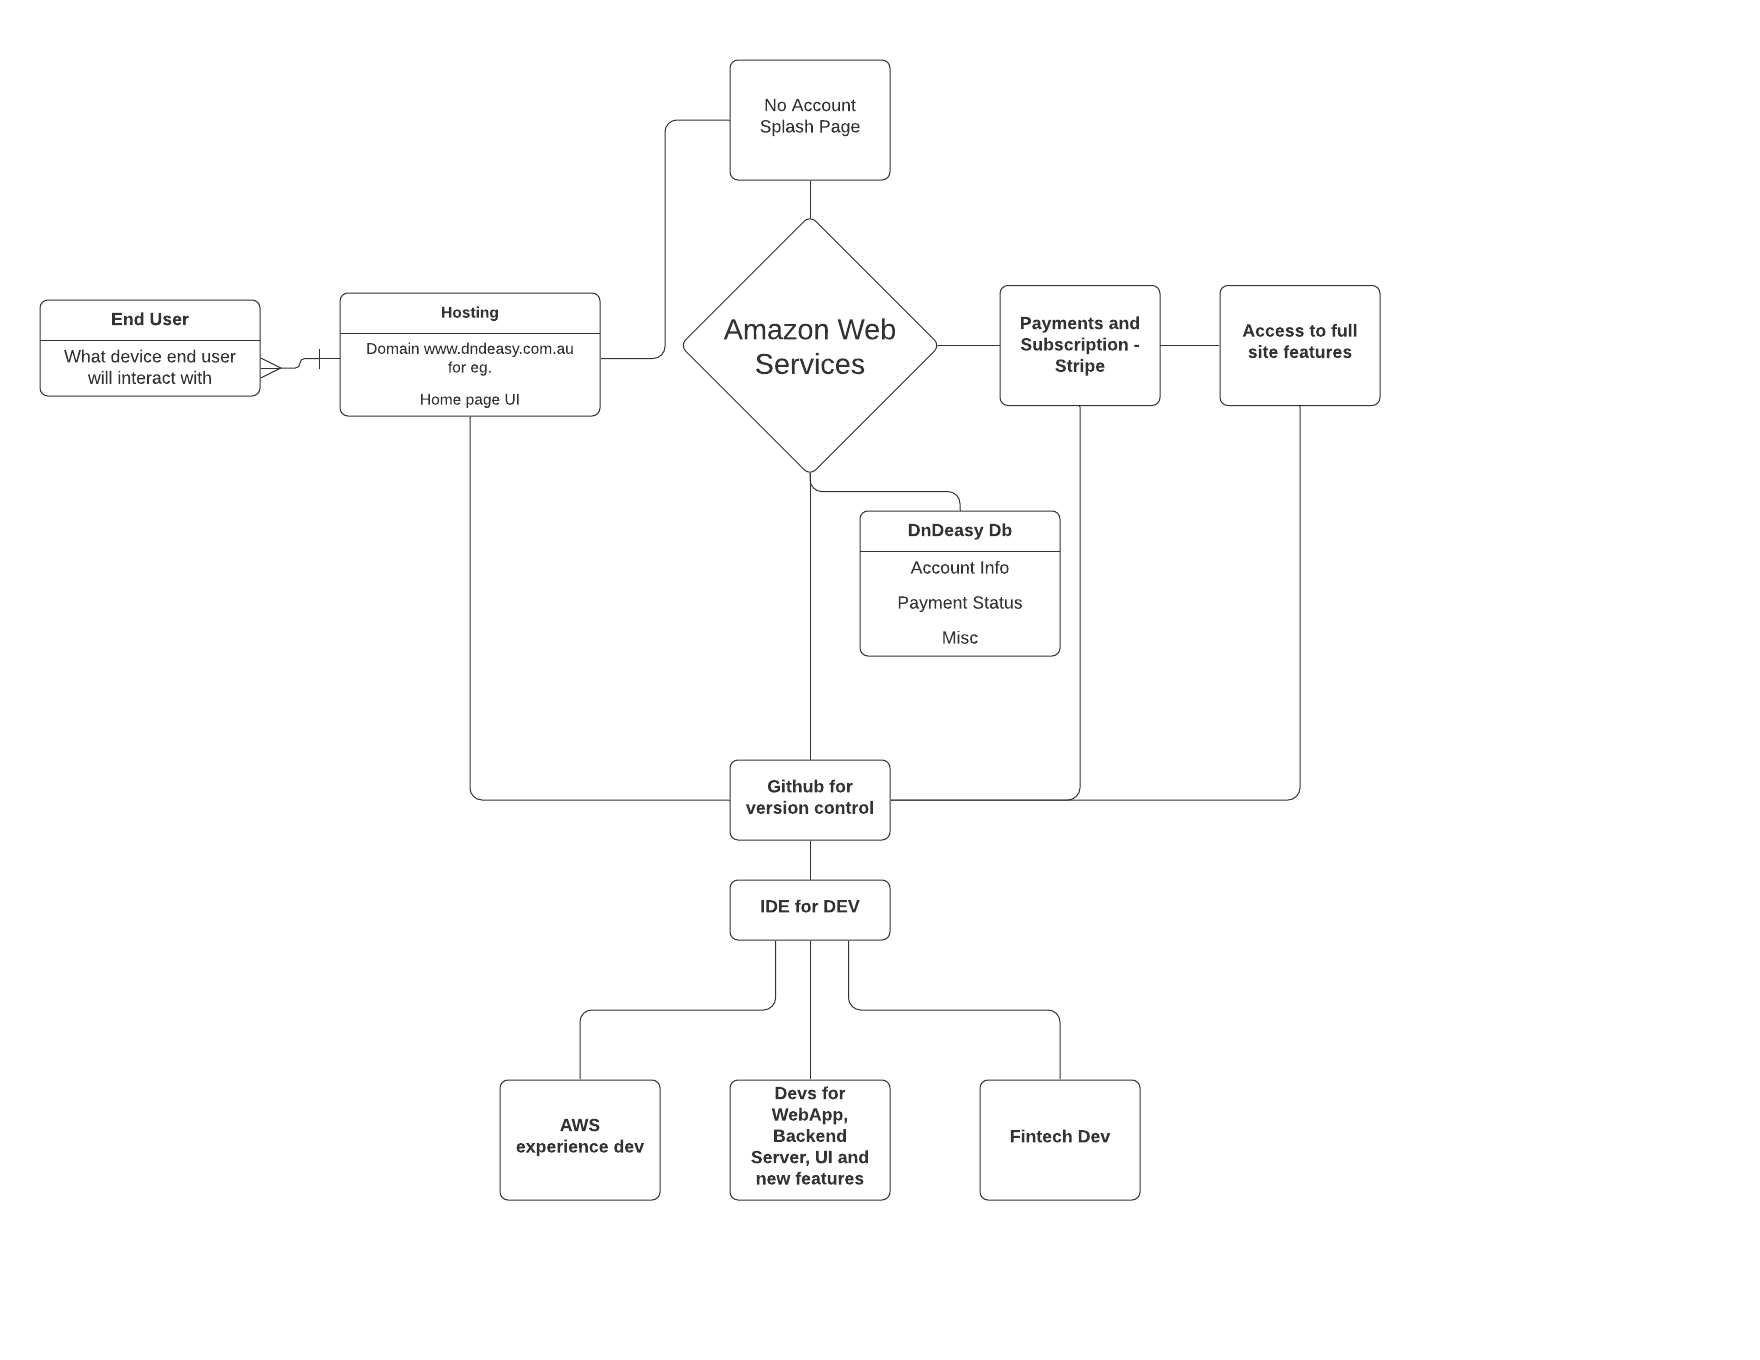 No Account
Splash Page
End User
What device end user
will interact with
Hosting
Domain www.dndeasy.com.au
for eg.
Home page UI
Amazon Web
Services
Payments and
Subscription -
Stripe
Access to full
site features
DnDeasy Db
Account Info
Payment Status
Misc
Github for
version control
IDE for DEV
AWS
experience dev
Devs for
WebApp,
Backend
Server, UI and
new features
Fintech Dev